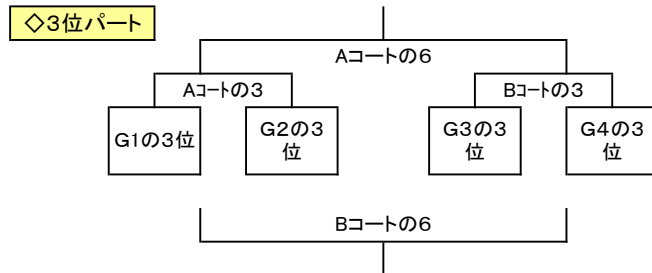 ◇3位パート
Aコートの6
Aコートの3
Bコートの3
G1の3位
G2の3
位
G3の3
位
G4の3
位
Bコートの6